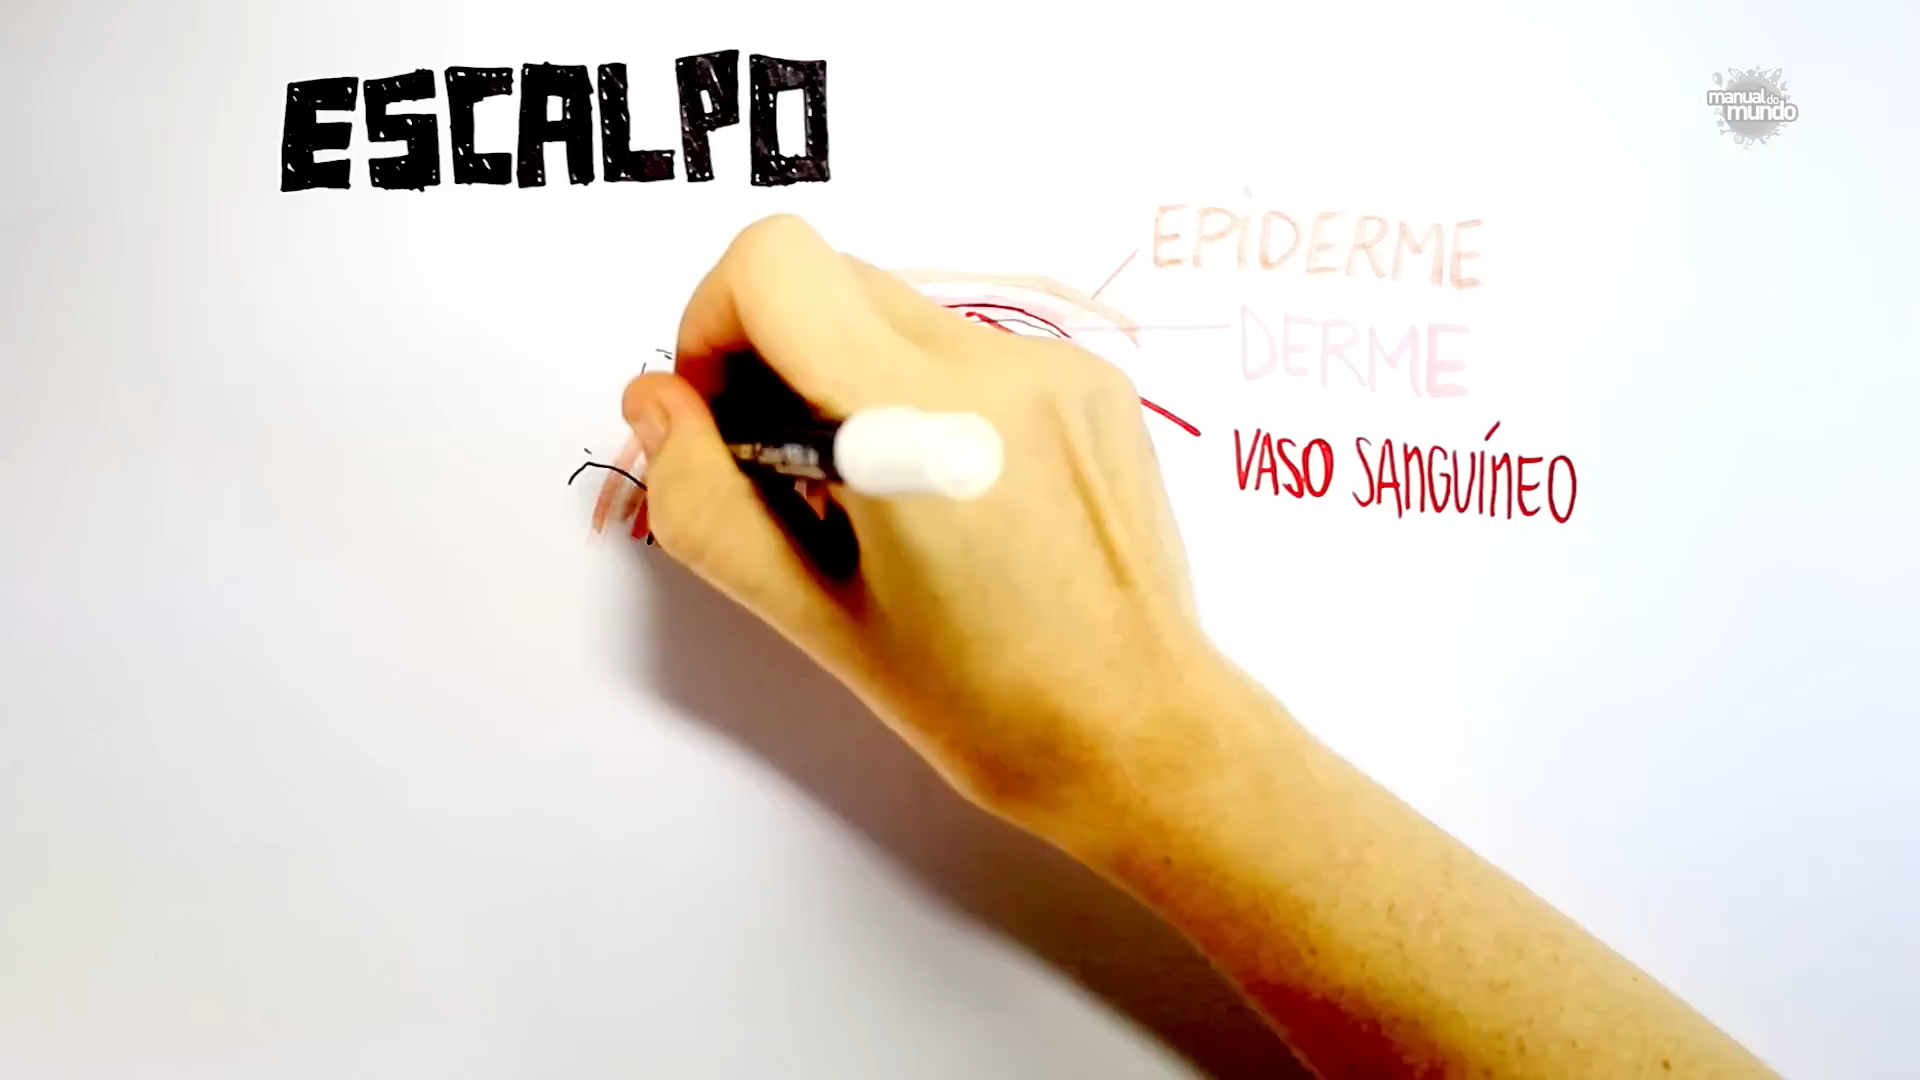 ESCALPO
manual do
mundo
EPIDERME
DERME
VASO SANGUÍNEO